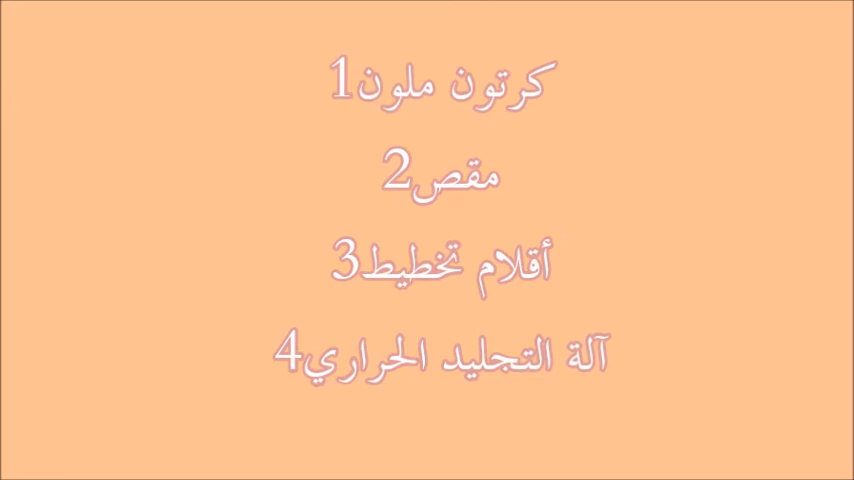 كرتون ملون1
مقص2
أقلام تخطيط3
آلة التجليد الحراري4